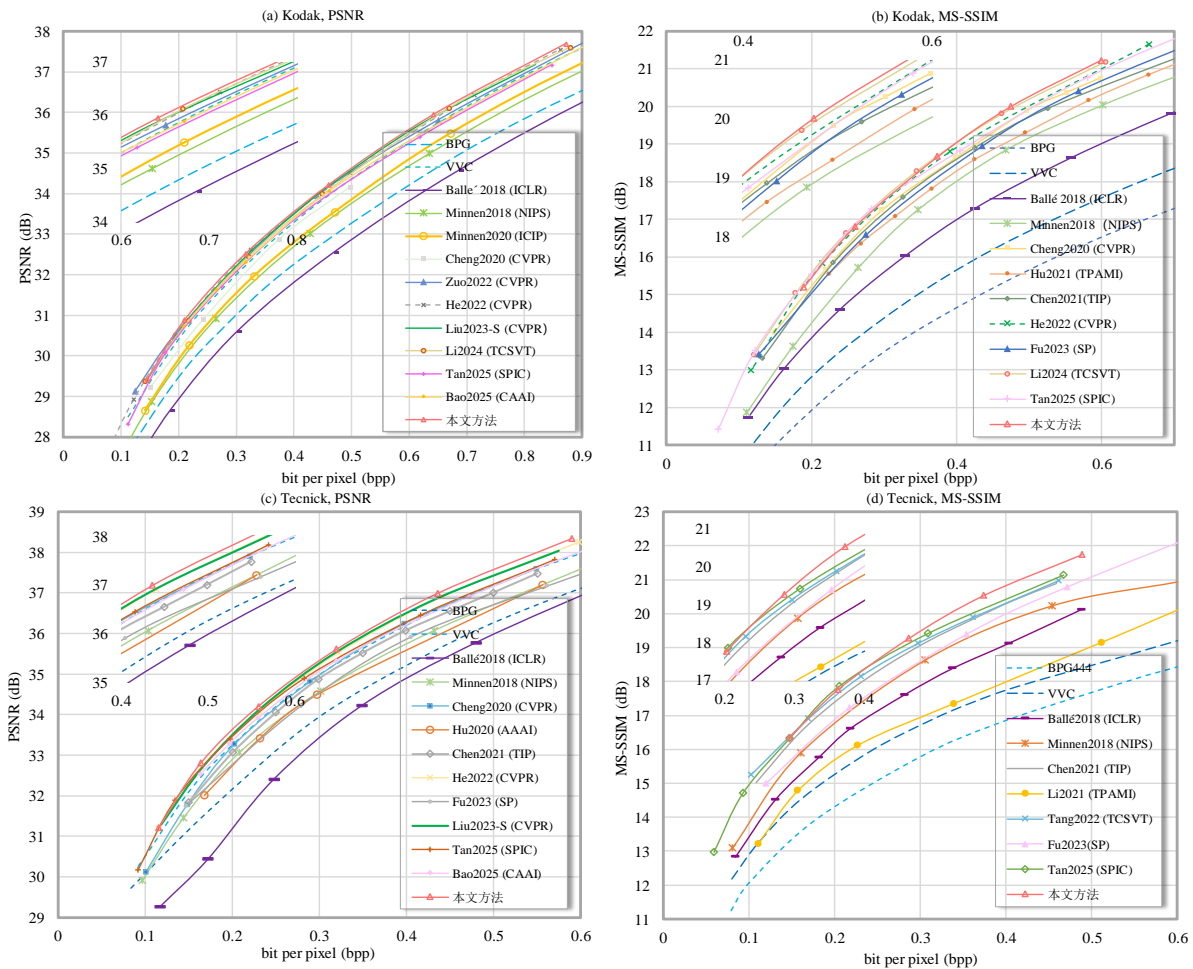 (a) Kodak, PSNR
38
37
36
35
34
33
32
31
30
29
28
PSNR (dB)
0
0.1
0.2
0.3
0.4
0.5
0.6
0.7
0.8
0.9
bit per pixel (bpp)
37
36
35
34
0.6
0.7
0.8
BPG
VVC
Balle´ 2018 (ICLR)
Minnen2018 (NIPS)
Minnen2020 (ICIP)
Cheng2020 (CVPR)
Zuo2022 (CVPR)
He2022 (CVPR)
Liu2023-S (CVPR)
Li2024 (TCSVT)
Tan2025 (SPIC)
Bao2025 (CAAI)
本文方法
(b) Kodak, MS-SSIM
22
21
20
19
18
17
16
15
14
13
12
11
MS-SSIM (dB)
0.2
0.4
0.6
bit per pixel (bpp)
0.4
0.6
21
20
19
18
BPG
VVC
Ballé 2018 (ICLR)
Minnen2018（NIPS)
Cheng2020 (CVPR)
Hu2021 (TPAMI)
Chen2021(TIP)
He2022 (CVPR)
Fu2023 (SP)
Li2024 (TCSVT)
Tan2025 (SPIC)
本文方法
(c) Tecnick, PSNR
39
38
37
36
35
34
33
32
31
30
29
PSNR (dB)
0
0.1
0.2
0.3
0.4
0.5
0.6
bit per pixel (bpp)
38
37
36
35
0.4
0.5
0.6
BPG
VVC
Ballé2018 (ICLR)
Minnen2018 (NIPS)
Cheng2020 (CVPR)
Hu2020 (AAAI)
Chen2021 (TIP)
He2022 (CVPR)
Fu2023 (SP)
Liu2023-S (CVPR)
Tan2025 (SPIC)
Bao2025 (CAAI)
本文方法
(d) Tecnick, MS-SSIM
23
22
21
20
19
18
17
16
15
14
13
12
11
MS-SSIM (dB)
0
0.1
0.2
0.3
0.4
0.5
0.6
bit per pixel (bpp)
21
20
19
18
17
0.2
0.3
0.4
BPG444
VVC
Ballé2018 (ICLR)
Minnen2018 (NIPS)
Chen2021 (TIP)
Li2021 (TPAMI)
Tang2022 (TCSVT)
Fu2023(SP)
Tan2025 (SPIC)
本文方法